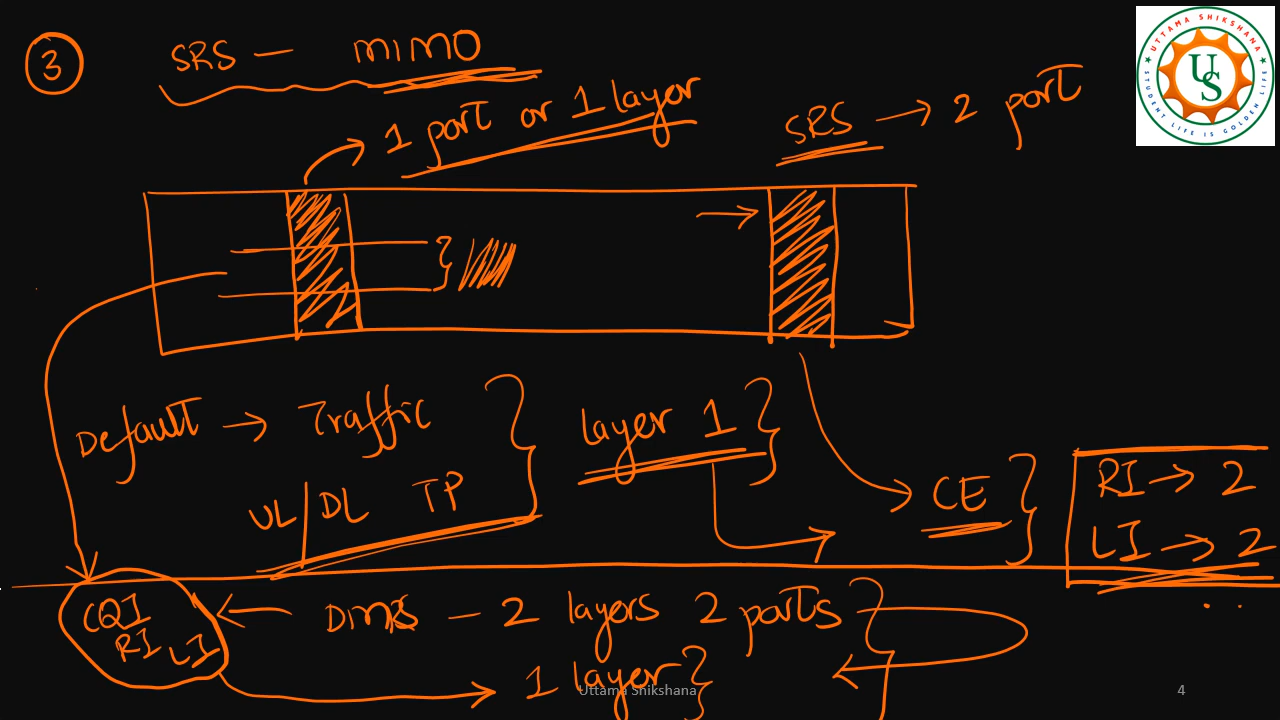 3
SRS - MIMO
1 port or 1 layer
SRS → 2 port
UTTAMA SHIKSHANA
US
STUDENT LIFE IS GOLDEN LIFE
Default → Traffic
UL/DL TP
layer 1
CE
RI → 2
LI → 2
CQI
RI LI
← - 2 layers 2 ports
1 layer
Uttama Shikshana
4